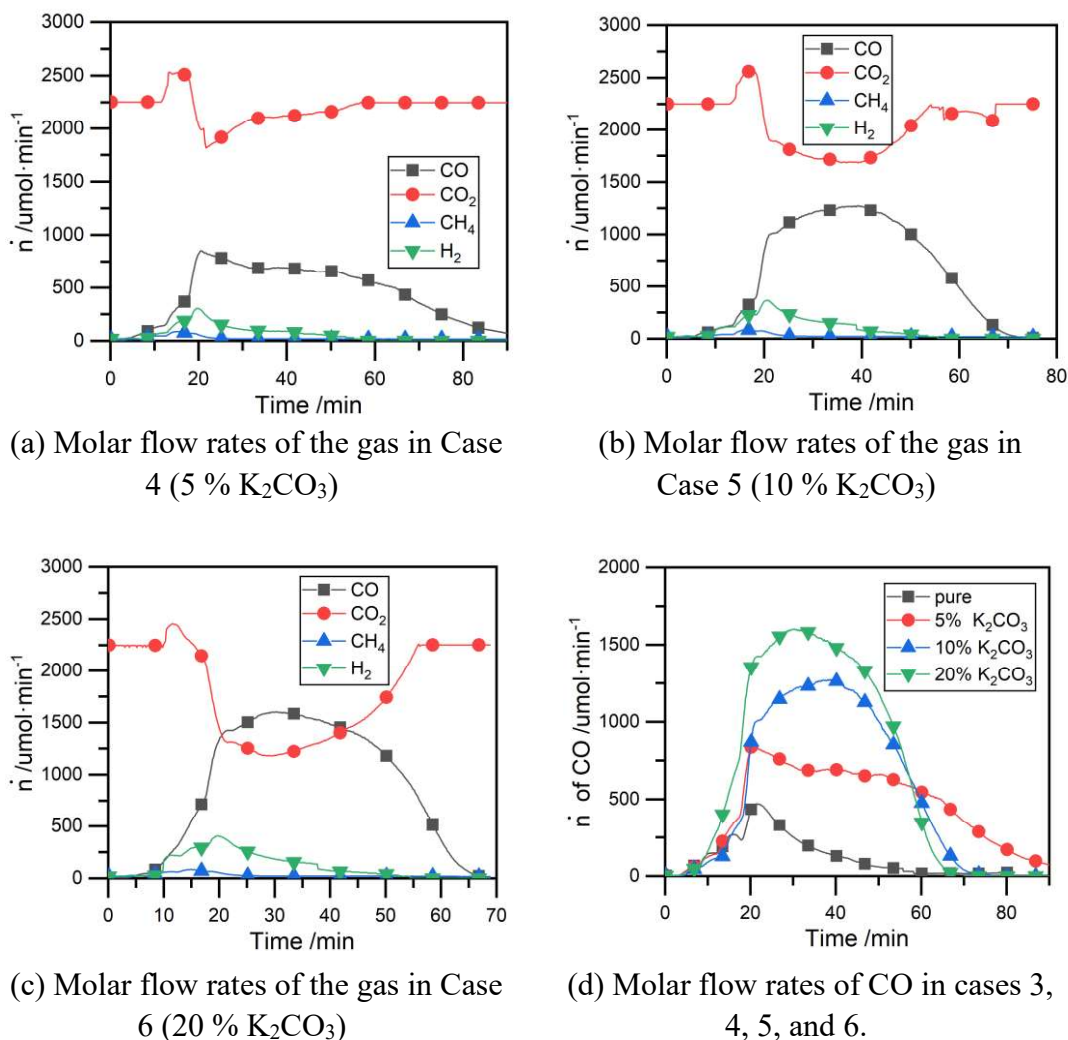 3000
2500
2000
1500
1000
500
0
ṅ /umol·min⁻¹
CO
CO₂
CH₄
H₂
0 20 40 60 80
Time /min
(a) Molar flow rates of the gas in Case
4 (5 % K₂CO₃)
3000
2500
2000
1500
1000
500
0
ṅ /umol·min⁻¹
CO
CO₂
CH₄
H₂
0 20 40 60 80
Time /min
(b) Molar flow rates of the gas in
Case 5 (10 % K₂CO₃)
3000
2500
2000
1500
1000
500
0
ṅ /umol·min⁻¹
CO
CO₂
CH₄
H₂
0 10 20 30 40 50 60 70
Time /min
(c) Molar flow rates of the gas in Case
6 (20 % K₂CO₃)
2000
1500
1000
500
0
ṅ of CO /umol·min⁻¹
pure
5% K₂CO₃
10% K₂CO₃
20% K₂CO₃
0 20 40 60 80
Time /min
(d) Molar flow rates of CO in cases 3,
4, 5, and 6.